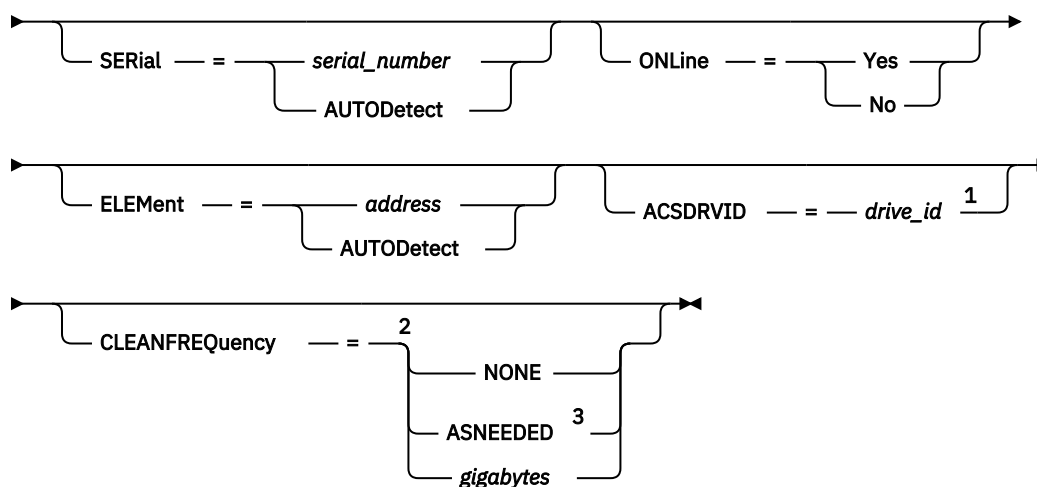 SERial = serial_number
AUTODetect
ONLine = Yes
No
ELEMent = address
AUTODetect
ACSDRVID = drive_id 1
CLEANFREQuency = 2
NONE
ASNEEDED 3
gigabytes